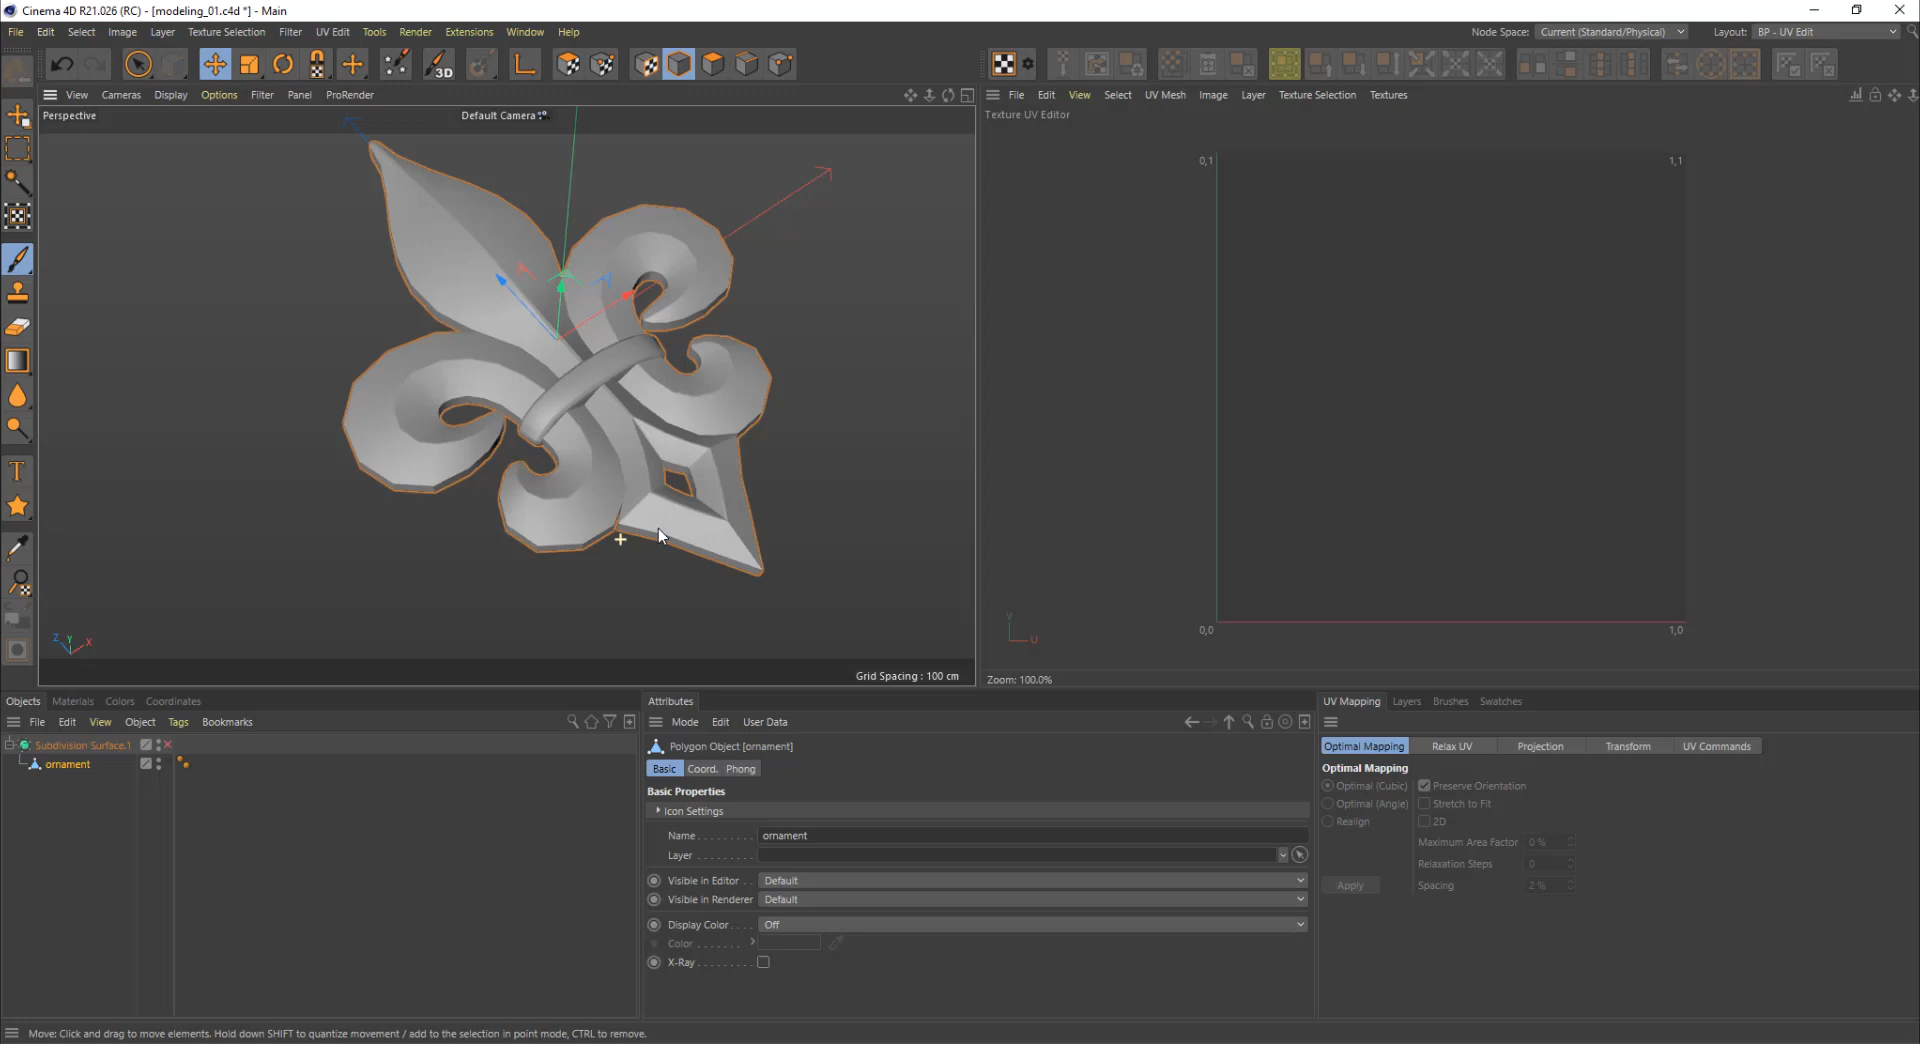 Cinema 4D R21.026 (RC) - [modeling_01.c4d *] - Main
File Edit Select Image Layer Texture Selection Filter UV Edit Tools Render Extensions Window Help
Node Space: Current (Standard/Physical) Layout: BP - UV Edit
3D
View Cameras Display Options Filter Panel ProRender
File Edit View Select UV Mesh Image Layer Texture Selection Textures
Perspective
Default Camera
Texture UV Editor
0,1
1,1
V
U
0,0
1,0
Z Y X
T
Grid Spacing : 100 cm
Zoom: 100.0%
Objects Materials Colors Coordinates
File Edit View Object Tags Bookmarks
Subdivision Surface.1
ornament
Attributes
Mode Edit User Data
Polygon Object [ornament]
Basic Coord. Phong
Basic Properties
Icon Settings
Name . . . . . . . . . ornament
Layer . . . . . . . . .
Visible in Editor . . Default
Visible in Renderer Default
Display Color . . . . Off
Color . . . . . . .
X-Ray . . . . . . . . .
UV Mapping Layers Brushes Swatches
Optimal Mapping Relax UV Projection Transform UV Commands
Optimal Mapping
Optimal (Cubic) Preserve Orientation
Optimal (Angle) Stretch to Fit
Realign 2D
Maximum Area Factor 0 %
Relaxation Steps 0
Apply Spacing 2 %
Move: Click and drag to move elements. Hold down SHIFT to quantize movement / add to the selection in point mode, CTRL to remove.